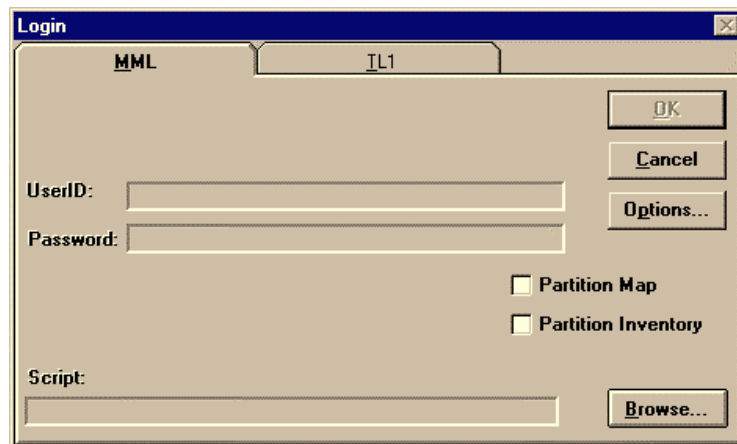 Login
MML
TL1
OK
Cancel
UserID:
Options...
Password:
Partition Map
Partition Inventory
Script:
Browse...